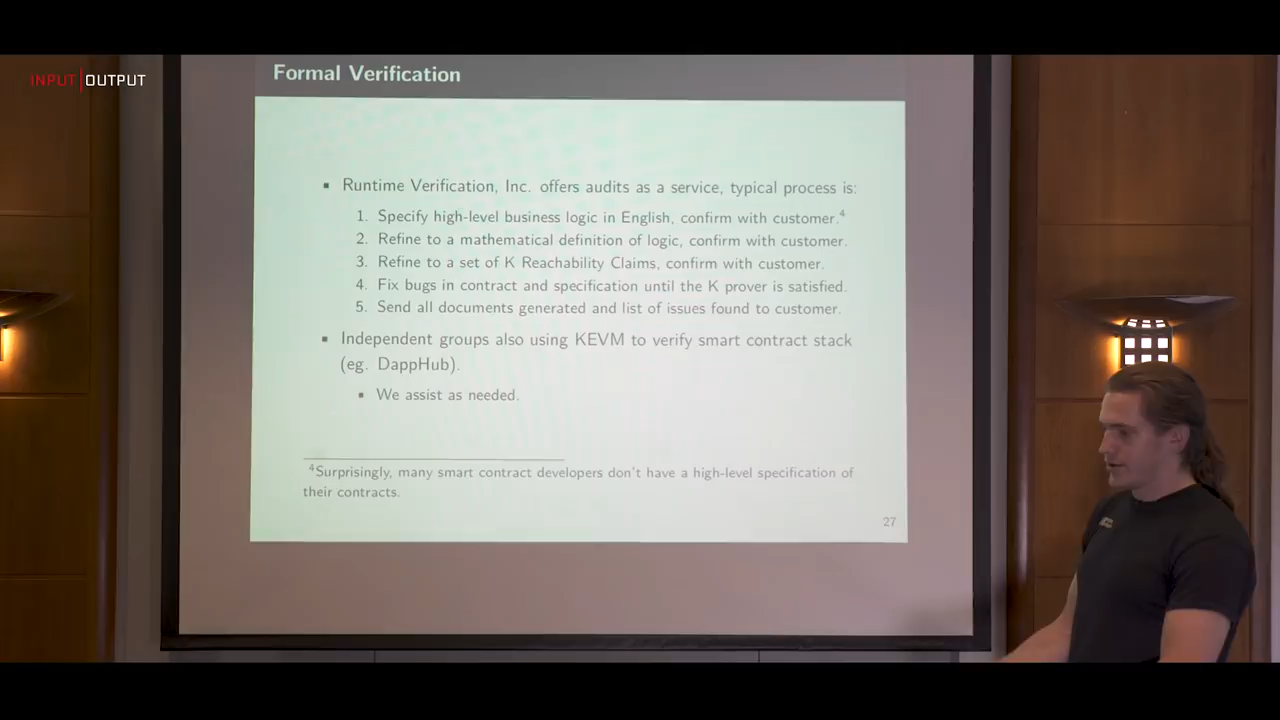 INPUT|OUTPUT
Formal Verification
▪ Runtime Verification, Inc. offers audits as a service, typical process is:
1. Specify high-level business logic in English, confirm with customer.⁴
2. Refine to a mathematical definition of logic, confirm with customer.
3. Refine to a set of K Reachability Claims, confirm with customer.
4. Fix bugs in contract and specification until the K prover is satisfied.
5. Send all documents generated and list of issues found to customer.
▪ Independent groups also using KEVM to verify smart contract stack
(eg. DappHub).
▪ We assist as needed.
⁴Surprisingly, many smart contract developers don't have a high-level specification of
their contracts.
27